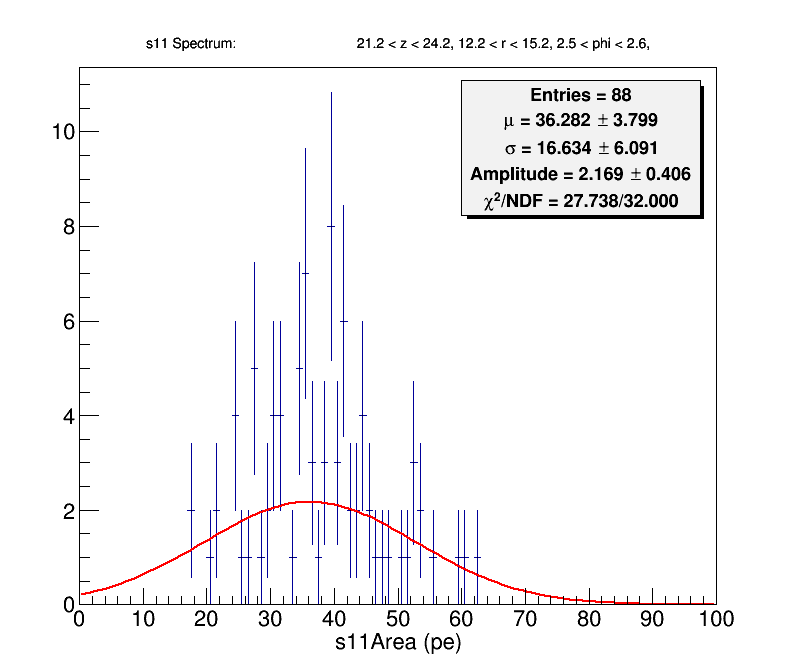 s11 Spectrum: 21.2 < z < 24.2, 12.2 < r < 15.2, 2.5 < phi < 2.6,
Entries = 88
μ = 36.282 ± 3.799
σ = 16.634 ± 6.091
Amplitude = 2.169 ± 0.406
χ²/NDF = 27.738/32.000
10
8
6
4
2
0
0 10 20 30 40 50 60 70 80 90 100
s11Area (pe)